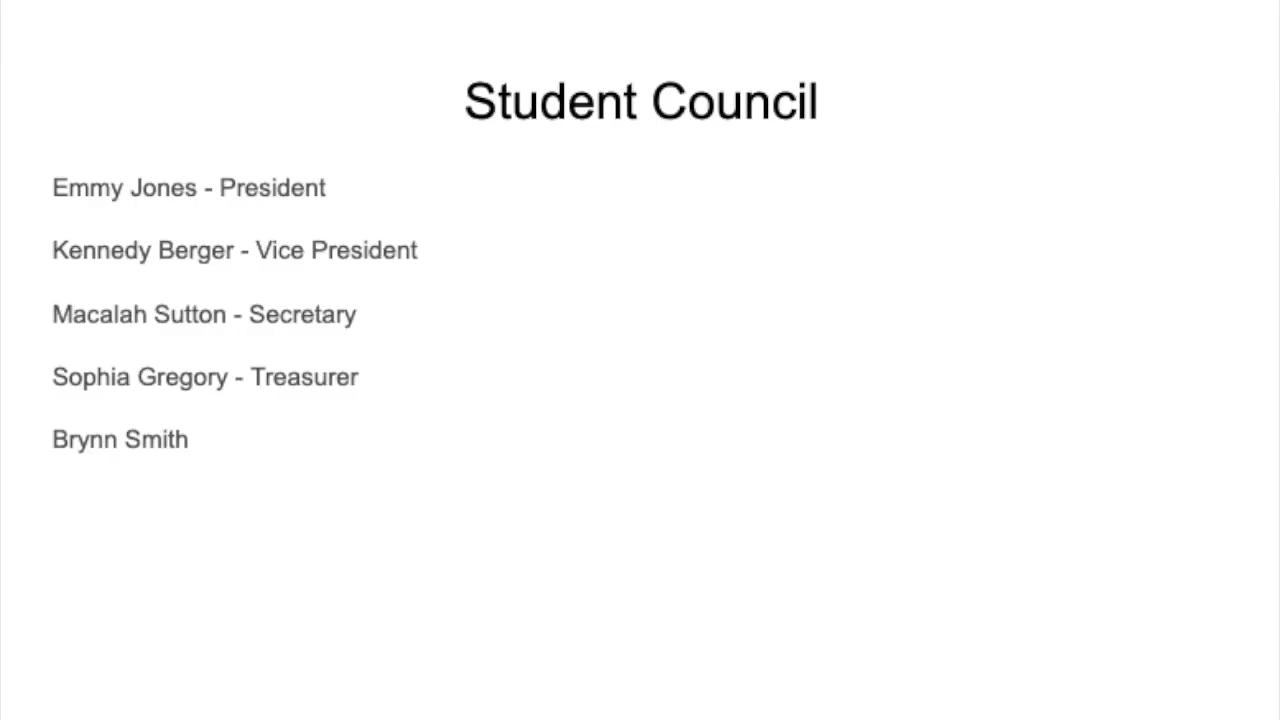 Student Council
Emmy Jones - President
Kennedy Berger - Vice President
Macalah Sutton - Secretary
Sophia Gregory - Treasurer
Brynn Smith